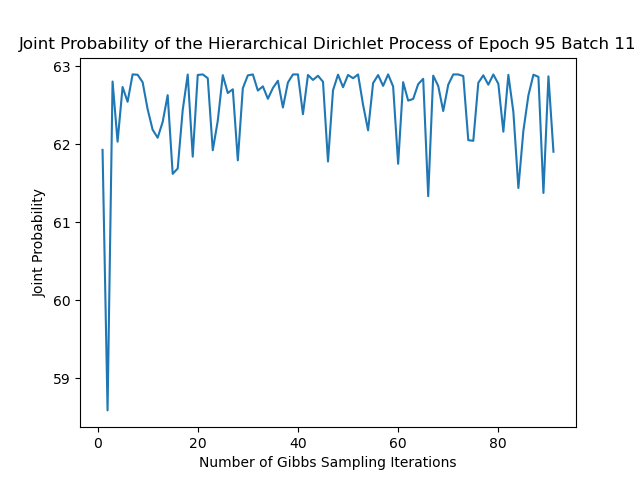 Joint Probability of the Hierarchical Dirichlet Process of Epoch 95 Batch 11
63
62
61
60
59
Joint Probability
0 20 40 60 80
Number of Gibbs Sampling Iterations